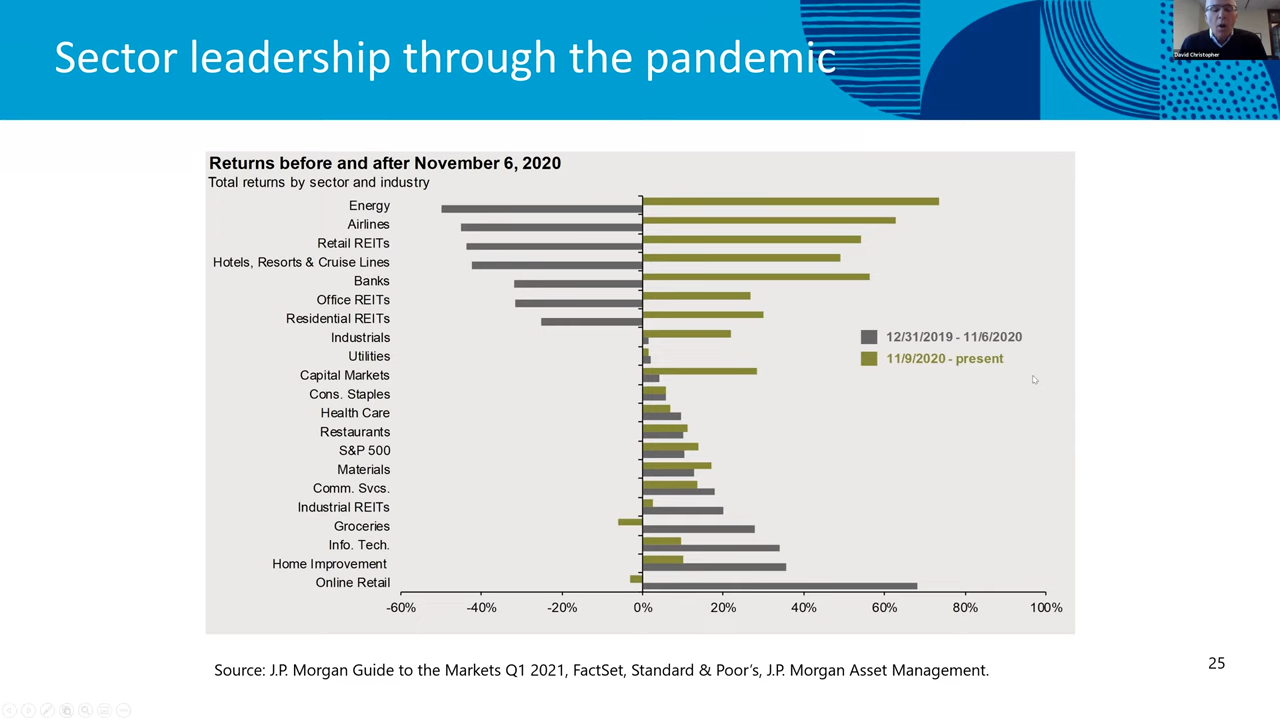 Sector leadership through the pandemic
David Christopher
Returns before and after November 6, 2020
Total returns by sector and industry
Energy
Airlines
Retail REITs
Hotels, Resorts & Cruise Lines
Banks
Office REITs
Residential REITs
Industrials
Utilities
Capital Markets
Cons. Staples
Health Care
Restaurants
S&P 500
Materials
Comm. Svcs.
Industrial REITs
Groceries
Info. Tech.
Home Improvement
Online Retail
12/31/2019 - 11/6/2020
11/9/2020 - present
-60% -40% -20% 0% 20% 40% 60% 80% 100%
Source: J.P. Morgan Guide to the Markets Q1 2021, FactSet, Standard & Poor’s, J.P. Morgan Asset Management.
25